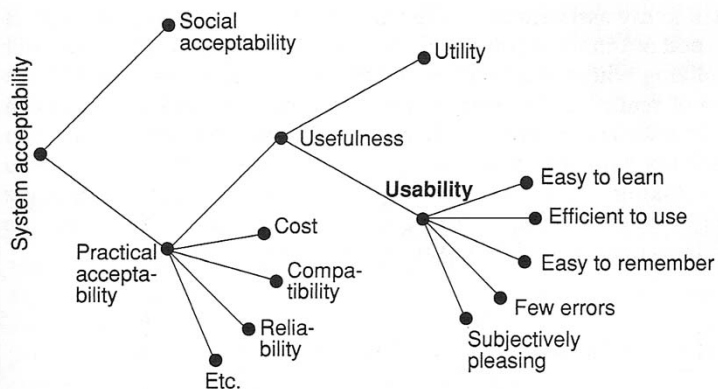 Social
acceptability
Utility
System acceptability
Usefulness
Usability
Easy to learn
Efficient to use
Easy to remember
Few errors
Subjectively
pleasing
Practical
accepta-
bility
Cost
Compa-
tibility
Relia-
bility
Etc.